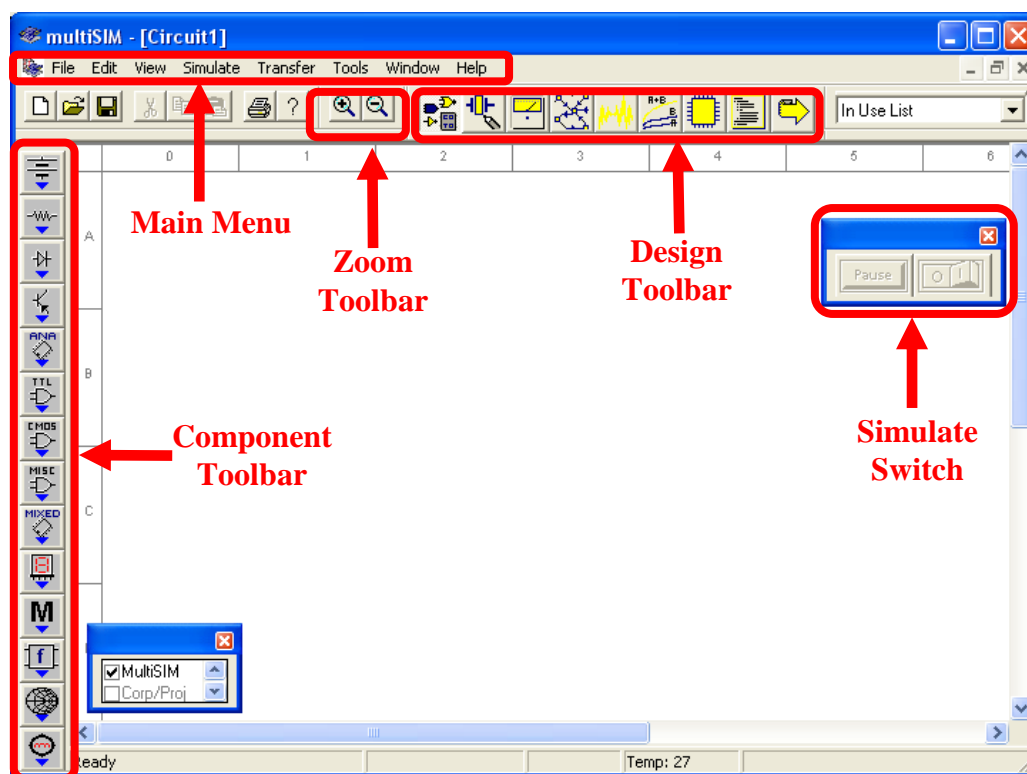 multiSIM - [Circuit1]
File Edit View Simulate Transfer Tools Window Help
?
A+B
B
A
In Use List
0 1 2 3 4 5 6
Main Menu
Zoom
Toolbar
Design
Toolbar
Pause
A
B
C
ANA
TTL
CMOS
MISC
MIXED
8
M
f
Component
Toolbar
Simulate
Switch
MultiSIM
Corp/Proj
Ready
Temp: 27